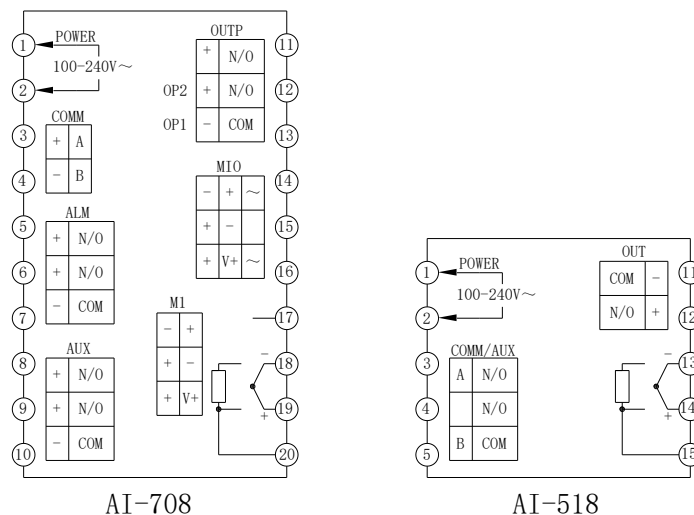 OUTP
① POWER + N/O ⑪
100-240V～
② OP2 + N/O ⑫
COMM OP1 - COM
③ + A ⑬
④ - B MIO
- + ～ ⑭
ALM
⑤ + N/O + - ⑮
⑥ + N/O + V+ ～ ⑯
⑦ - COM M1 ⑰
- +
AUX
⑧ + N/O + - - ⑱
⑨ + N/O + V+ + ⑲
⑩ - COM ⑳
AI-708
OUT
① POWER COM - ⑪
100-240V～
② N/O + ⑫
COMM/AUX
③ A N/O - ⑬
④ N/O + ⑭
⑤ B COM ⑮
AI-518